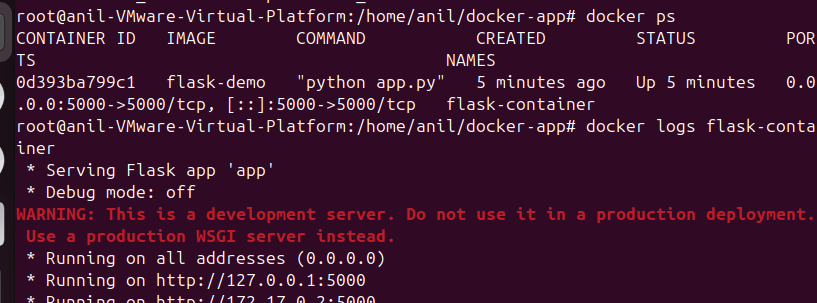 root@anil-VMware-Virtual-Platform:/home/anil/docker-app# docker ps
CONTAINER ID   IMAGE        COMMAND           CREATED         STATUS         POR
TS                                       NAMES
0d393ba799c1   flask-demo   "python app.py"   5 minutes ago   Up 5 minutes   0.0
.0.0:5000->5000/tcp, [::]:5000->5000/tcp   flask-container
root@anil-VMware-Virtual-Platform:/home/anil/docker-app# docker logs flask-conta
iner
 * Serving Flask app 'app'
 * Debug mode: off
WARNING: This is a development server. Do not use it in a production deployment.
 Use a production WSGI server instead.
 * Running on all addresses (0.0.0.0)
 * Running on http://127.0.0.1:5000
 * Running on http://172.17.0.2:5000